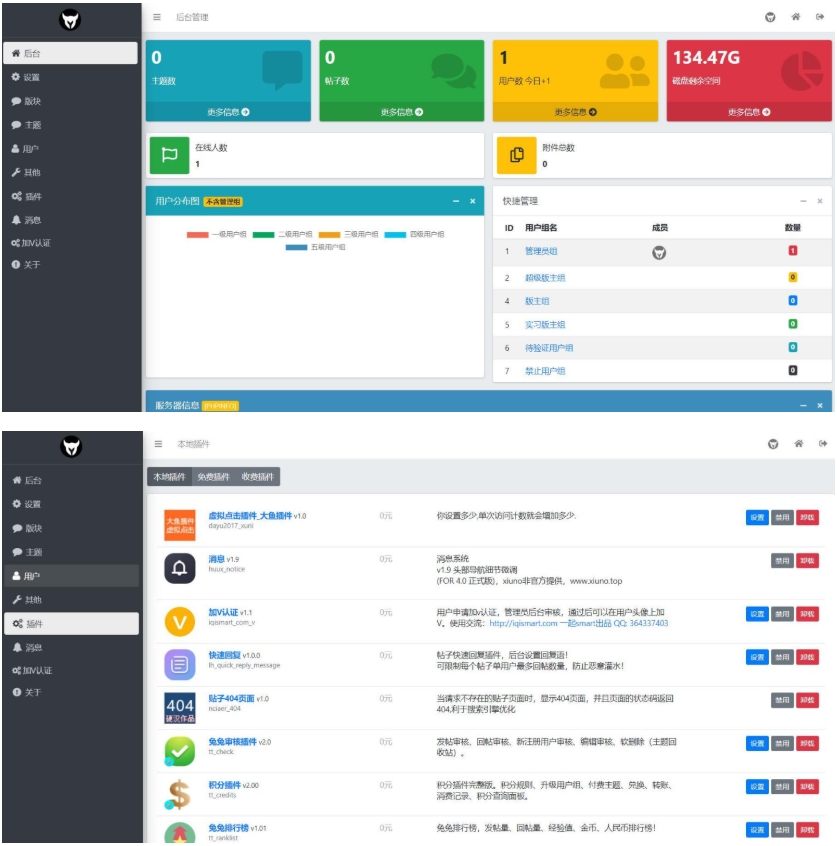 后台管理
后台
设置
版块
主题
用户
其他
插件
消息
加V认证
关于
0
主题数
更多信息
0
帖子数
更多信息
1
用户数 今日+1
更多信息
134.47G
磁盘剩余空间
更多信息
在线人数
1
附件总数
0
用户分布图 不含管理组
一级用户组 二级用户组 三级用户组 四级用户组
五级用户组
快捷管理
ID 用户组名 成员 数量
1 管理员组 1
2 超级版主组 0
4 版主组 0
5 实习版主组 0
6 待验证用户组 0
7 禁止用户组 0
服务器信息
本地插件
后台
设置
版块
主题
用户
其他
插件
消息
加V认证
关于
本地插件 免费插件 收费插件
大鱼插件
虚拟点击
虚拟点击插件_大鱼插件 v1.0
dayu2017_xuni
0元
你设置多少,单次访问计数就会增加多少.
设置 禁用 卸载
消息 v1.9
huux_notice
0元
消息系统
v1.9 头部导航细节微调
(FOR 4.0 正式版)，xiuno非官方提供，www.xiuno.top
禁用 卸载
加V认证 v1.1
iqismart_com_v
0元
用户申请加v认证，管理员后台审核，通过后可以在用户头像上加
V。使用交流：http://iqismart.com 一起smart出品 QQ: 364337403
设置 禁用 卸载
快速回复 v1.0.0
lh_quick_reply_message
0元
帖子快速回复插件，后台设置回复语！
可限制每个帖子单用户最多回帖数量，防止恶意灌水！
设置 禁用 卸载
404
硬汉作品
贴子404页面 v1.0
nciaer_404
0元
当请求不存在的帖子页面时，显示404页面，并且页面的状态码返回
404,利于搜索引擎优化
禁用 卸载
兔兔审核插件 v2.0
tt_check
0元
发帖审核、回帖审核、新注册用户审核、编辑审核、软删除（主题回
收站）。
设置 禁用 卸载
积分插件 v2.00
tt_credits
0元
积分插件完整版。积分规则、升级用户组、付费主题、兑换、转账、
消费记录、积分查询面板。
设置 禁用 卸载
兔兔排行榜 v1.01
tt_ranklist
0元
兔兔排行榜，发帖量、回帖量、经验值、金币、人民币排行榜！
设置 禁用 卸载